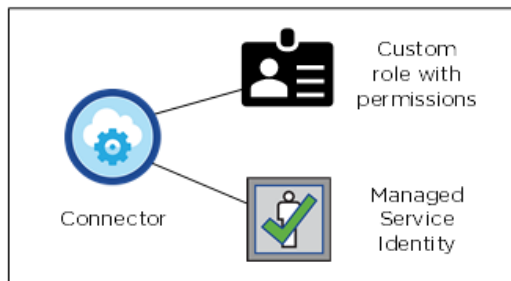 Custom
role with
permissions
Connector
Managed
Service
Identity